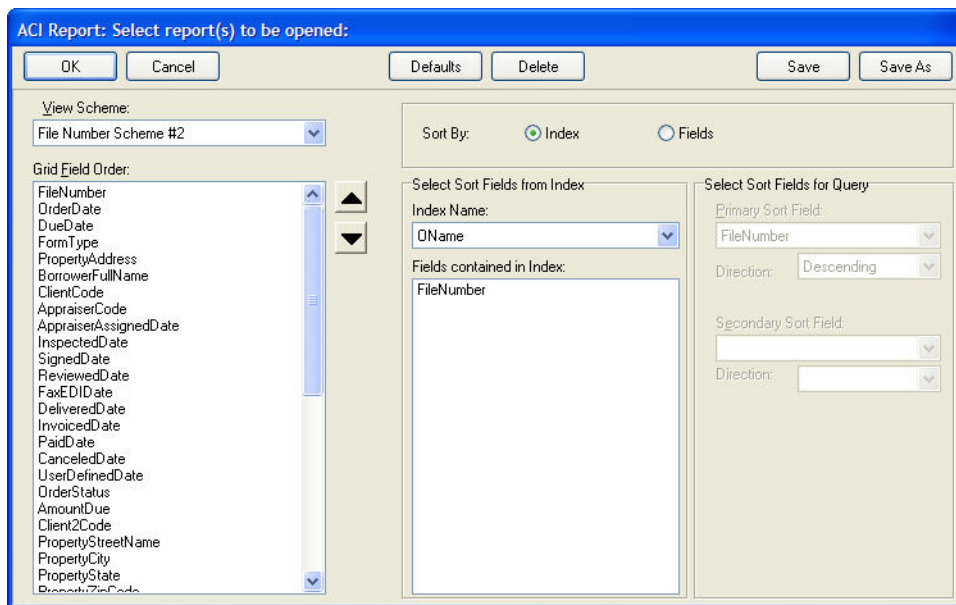 ACI Report: Select report(s) to be opened:
OK Cancel Defaults Delete Save Save As
View Scheme:
File Number Scheme #2
Grid Field Order:
FileNumber
OrderDate
DueDate
FormType
PropertyAddress
BorrowerFullName
ClientCode
AppraiserCode
AppraiserAssignedDate
InspectedDate
SignedDate
ReviewedDate
FaxEDIDate
DeliveredDate
InvoicedDate
PaidDate
CanceledDate
UserDefinedDate
OrderStatus
AmountDue
Client2Code
PropertyStreetName
PropertyCity
PropertyState
PropertyZipCode
Sort By: Index Fields
Select Sort Fields from Index
Index Name:
OName
Fields contained in Index:
FileNumber
Select Sort Fields for Query
Primary Sort Field:
FileNumber
Direction: Descending
Secondary Sort Field:
Direction: